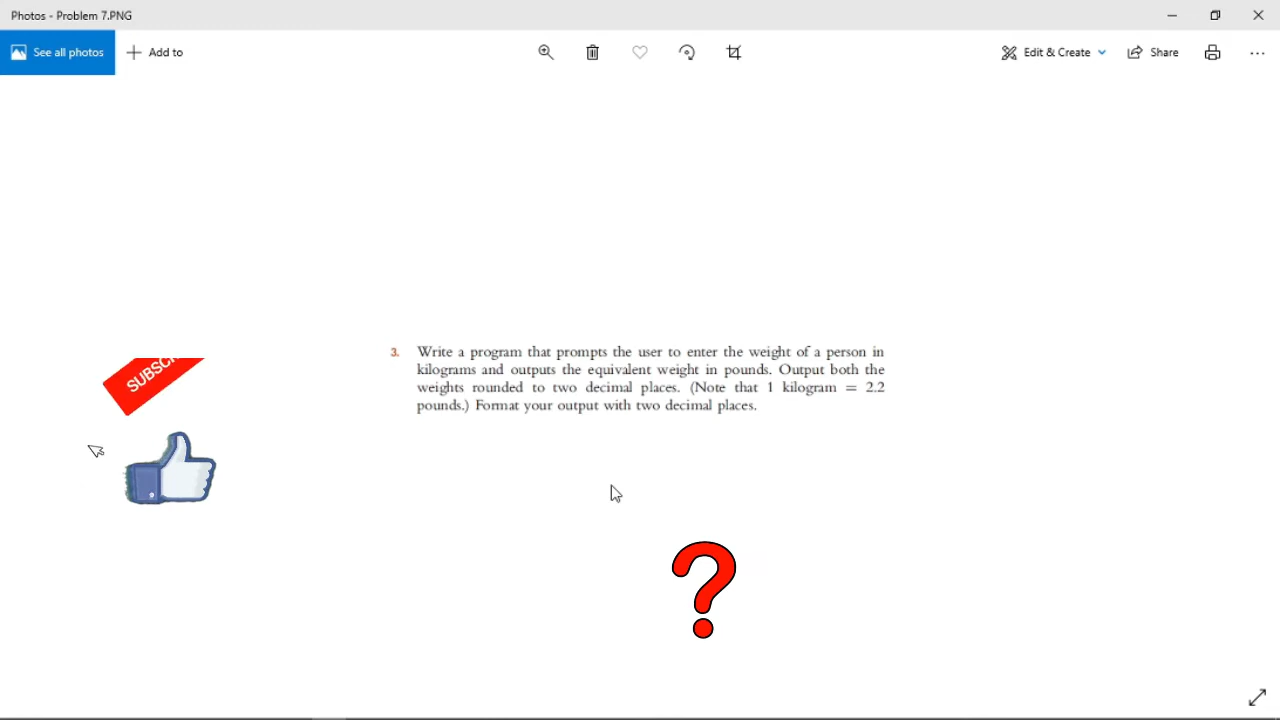 Photos - Problem 7.PNG
See all photos
Add to
Edit & Create
Share
3. Write a program that prompts the user to enter the weight of a person in
kilograms and outputs the equivalent weight in pounds. Output both the
weights rounded to two decimal places. (Note that 1 kilogram = 2.2
pounds.) Format your output with two decimal places.
?